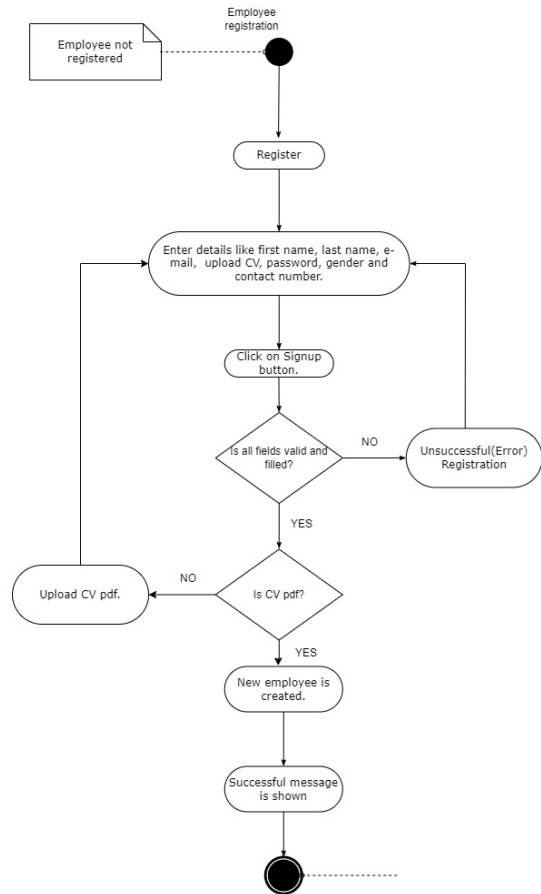 Employee
registration
Employee not
registered
Register
Enter details like first name, last name, e-
mail, upload CV, password, gender and
contact number.
Click on Signup
button.
Is all fields valid and
filled?
NO
Unsuccessful(Error)
Registration
YES
Is CV pdf?
NO
Upload CV pdf.
YES
New employee is
created.
Successful message
is shown